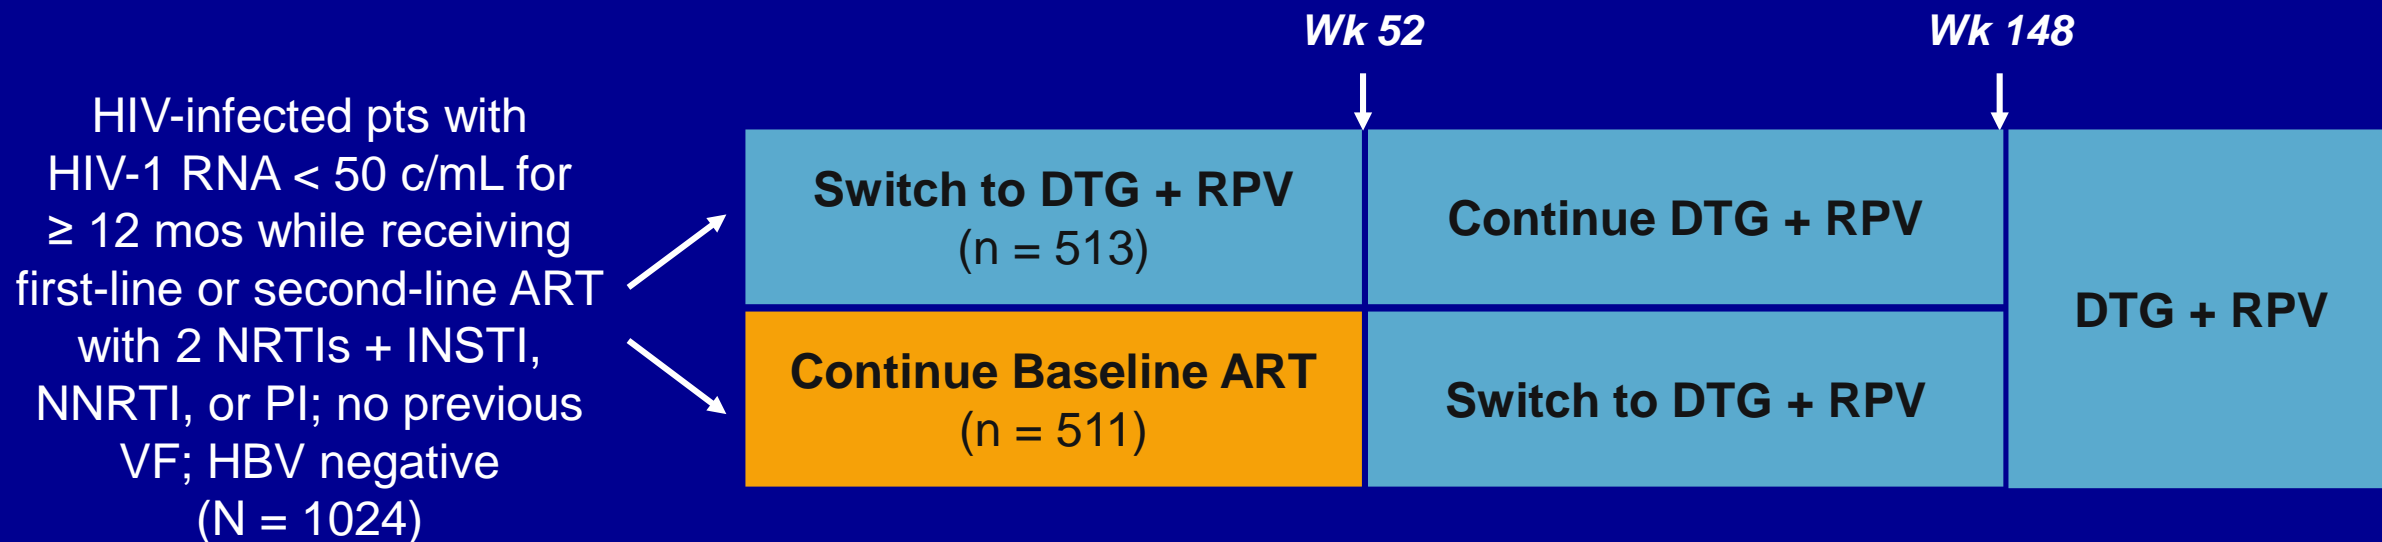 Wk 52
Wk 148
HIV-infected pts with
HIV-1 RNA < 50 c/mL for
≥ 12 mos while receiving
first-line or second-line ART
with 2 NRTIs + INSTI,
NNRTI, or PI; no previous
VF; HBV negative
(N = 1024)
Switch to DTG + RPV
(n = 513)
Continue DTG + RPV
Continue Baseline ART
(n = 511)
Switch to DTG + RPV
DTG + RPV